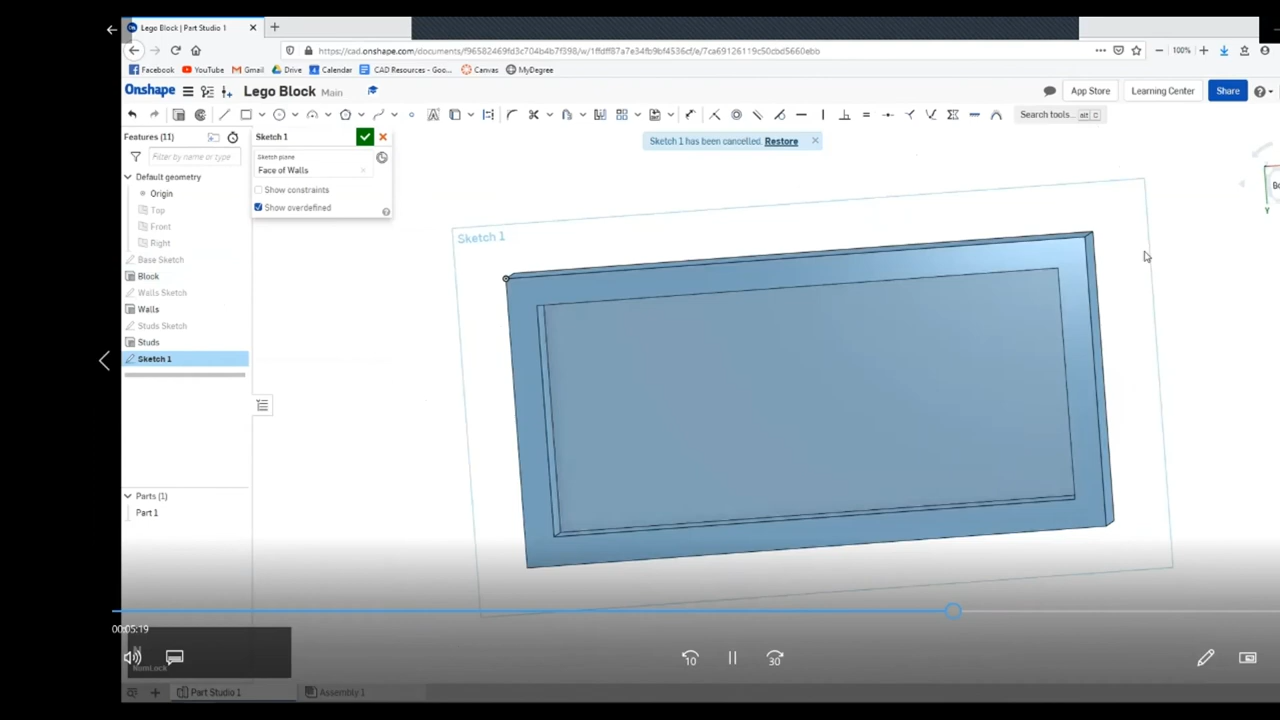 Lego Block | Part Studio 1
https://cad.onshape.com/documents/f96582469fd3c704b4b7f938/w/1ffdff87a7e34fb9bf4536cf/e/7ca69126119c50cbd5660ebb
100%
Facebook YouTube Gmail Drive Calendar CAD Resources - Goo... Canvas MyDegree
Onshape Lego Block Main App Store Learning Center Share
Search tools... alt C
Features (11)
Filter by name or type
Default geometry
Origin
Top
Front
Right
Base Sketch
Block
Walls Sketch
Walls
Studs Sketch
Studs
Sketch 1
Parts (1)
Part 1
Sketch 1
Sketch plane
Face of Walls
Show constraints
Show overdefined
Sketch 1 has been cancelled. Restore
Sketch 1
Y
00:05:19
NumLock
10
30
Part Studio 1
Assembly 1